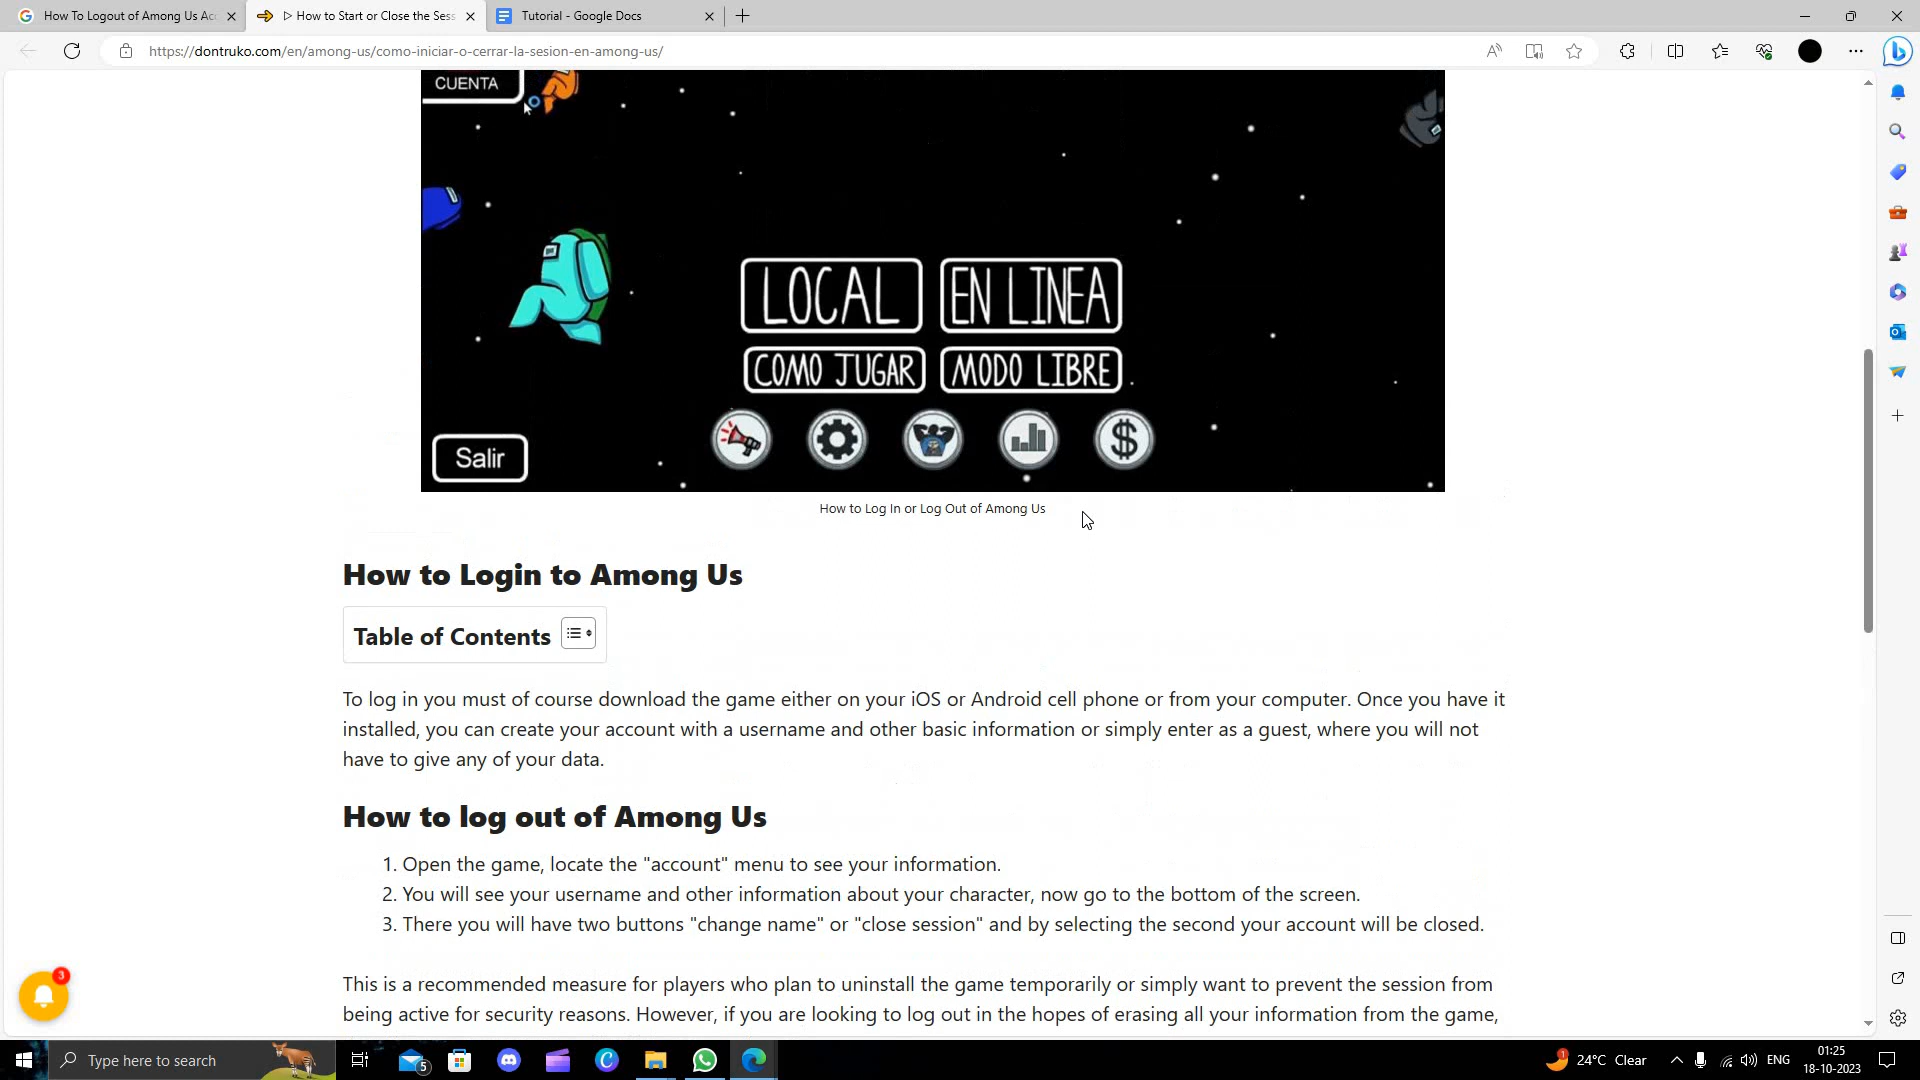 How To Logout of Among Us Acc
▷ How to Start or Close the Sess
Tutorial - Google Docs
https://dontruko.com/en/among-us/como-iniciar-o-cerrar-la-sesion-en-among-us/
CUENTA
LOCAL
EN LINEA
COMO JUGAR
MODO LIBRE
Salir
How to Log In or Log Out of Among Us
How to Login to Among Us
Table of Contents
To log in you must of course download the game either on your iOS or Android cell phone or from your computer. Once you have it
installed, you can create your account with a username and other basic information or simply enter as a guest, where you will not
have to give any of your data.
How to log out of Among Us
1. Open the game, locate the "account" menu to see your information.
2. You will see your username and other information about your character, now go to the bottom of the screen.
3. There you will have two buttons "change name" or "close session" and by selecting the second your account will be closed.
This is a recommended measure for players who plan to uninstall the game temporarily or simply want to prevent the session from
being active for security reasons. However, if you are looking to log out in the hopes of erasing all your information from the game,
3
Type here to search
5
1
24°C Clear
ENG
01:25
18-10-2023